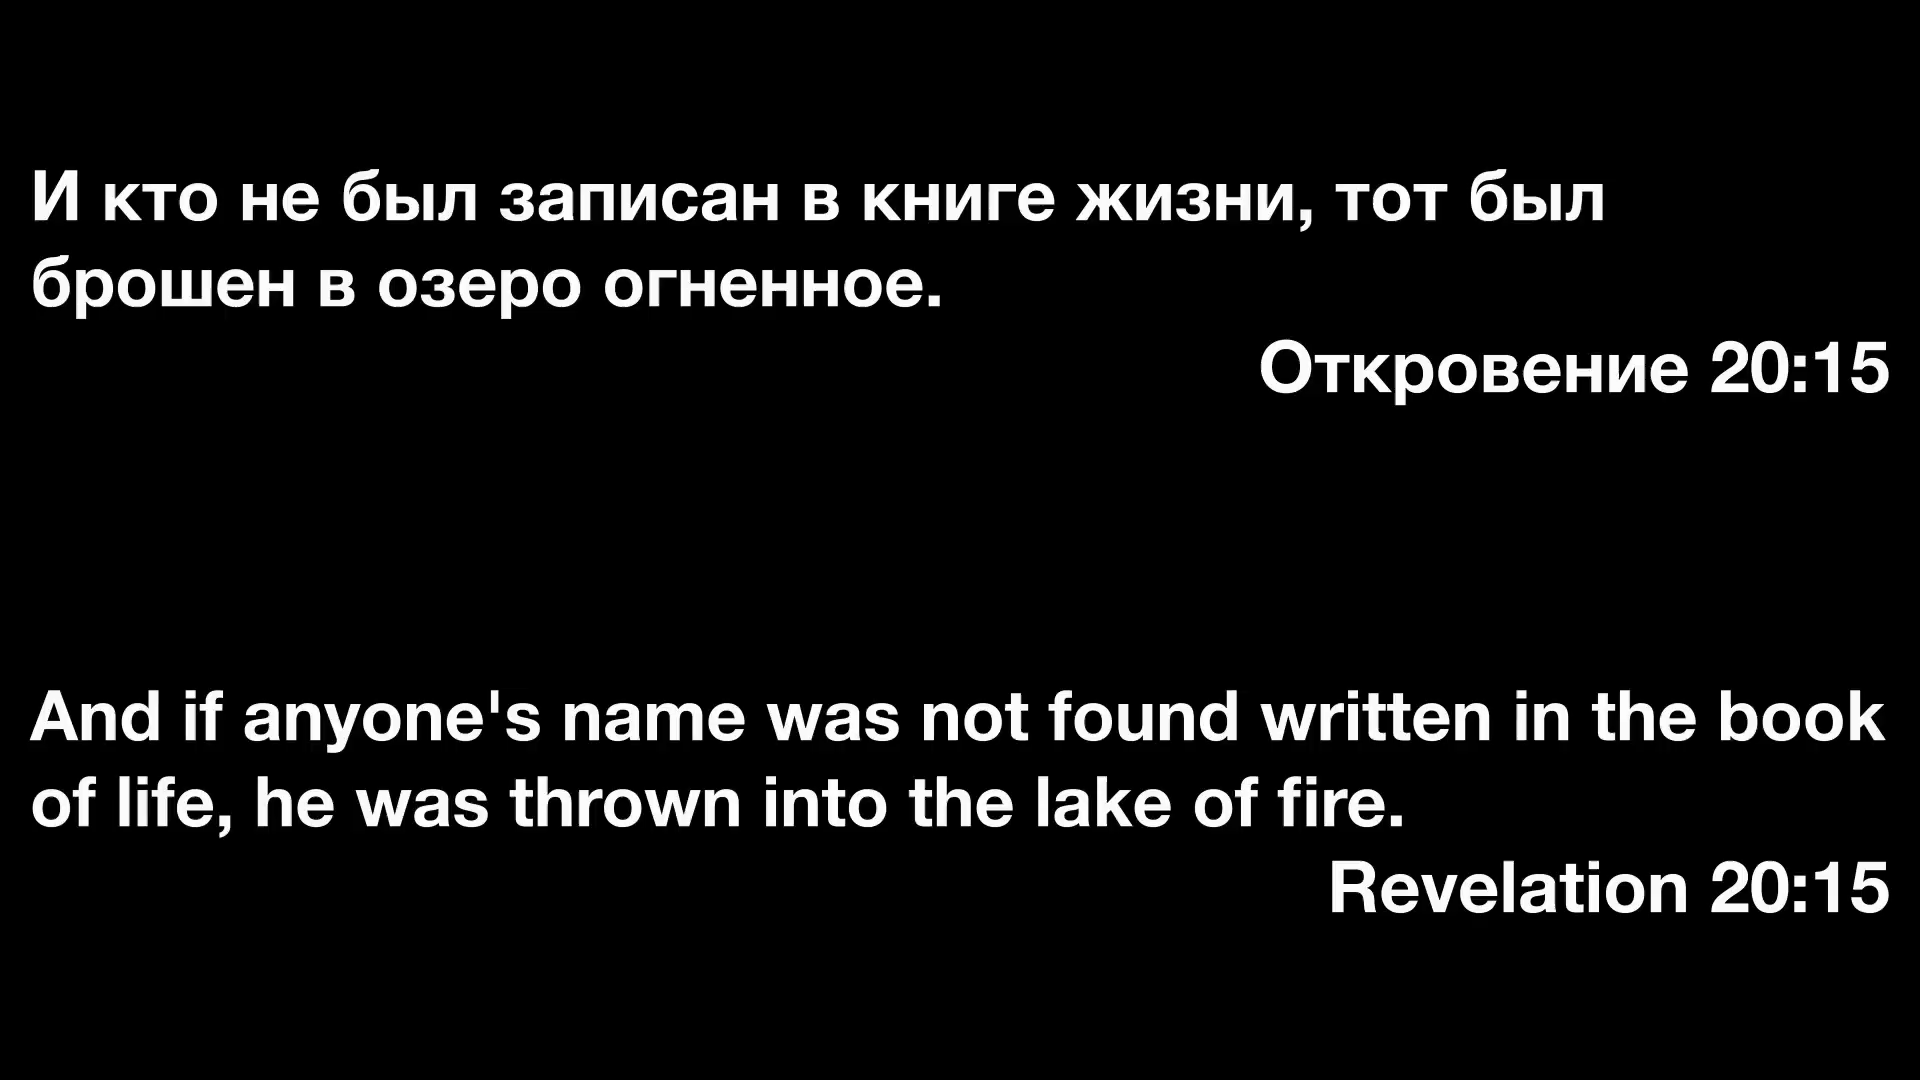 И кто не был записан в книге жизни, тот был
брошен в озеро огненное.
Откровение 20:15
And if anyone's name was not found written in the book
of life, he was thrown into the lake of fire.
Revelation 20:15